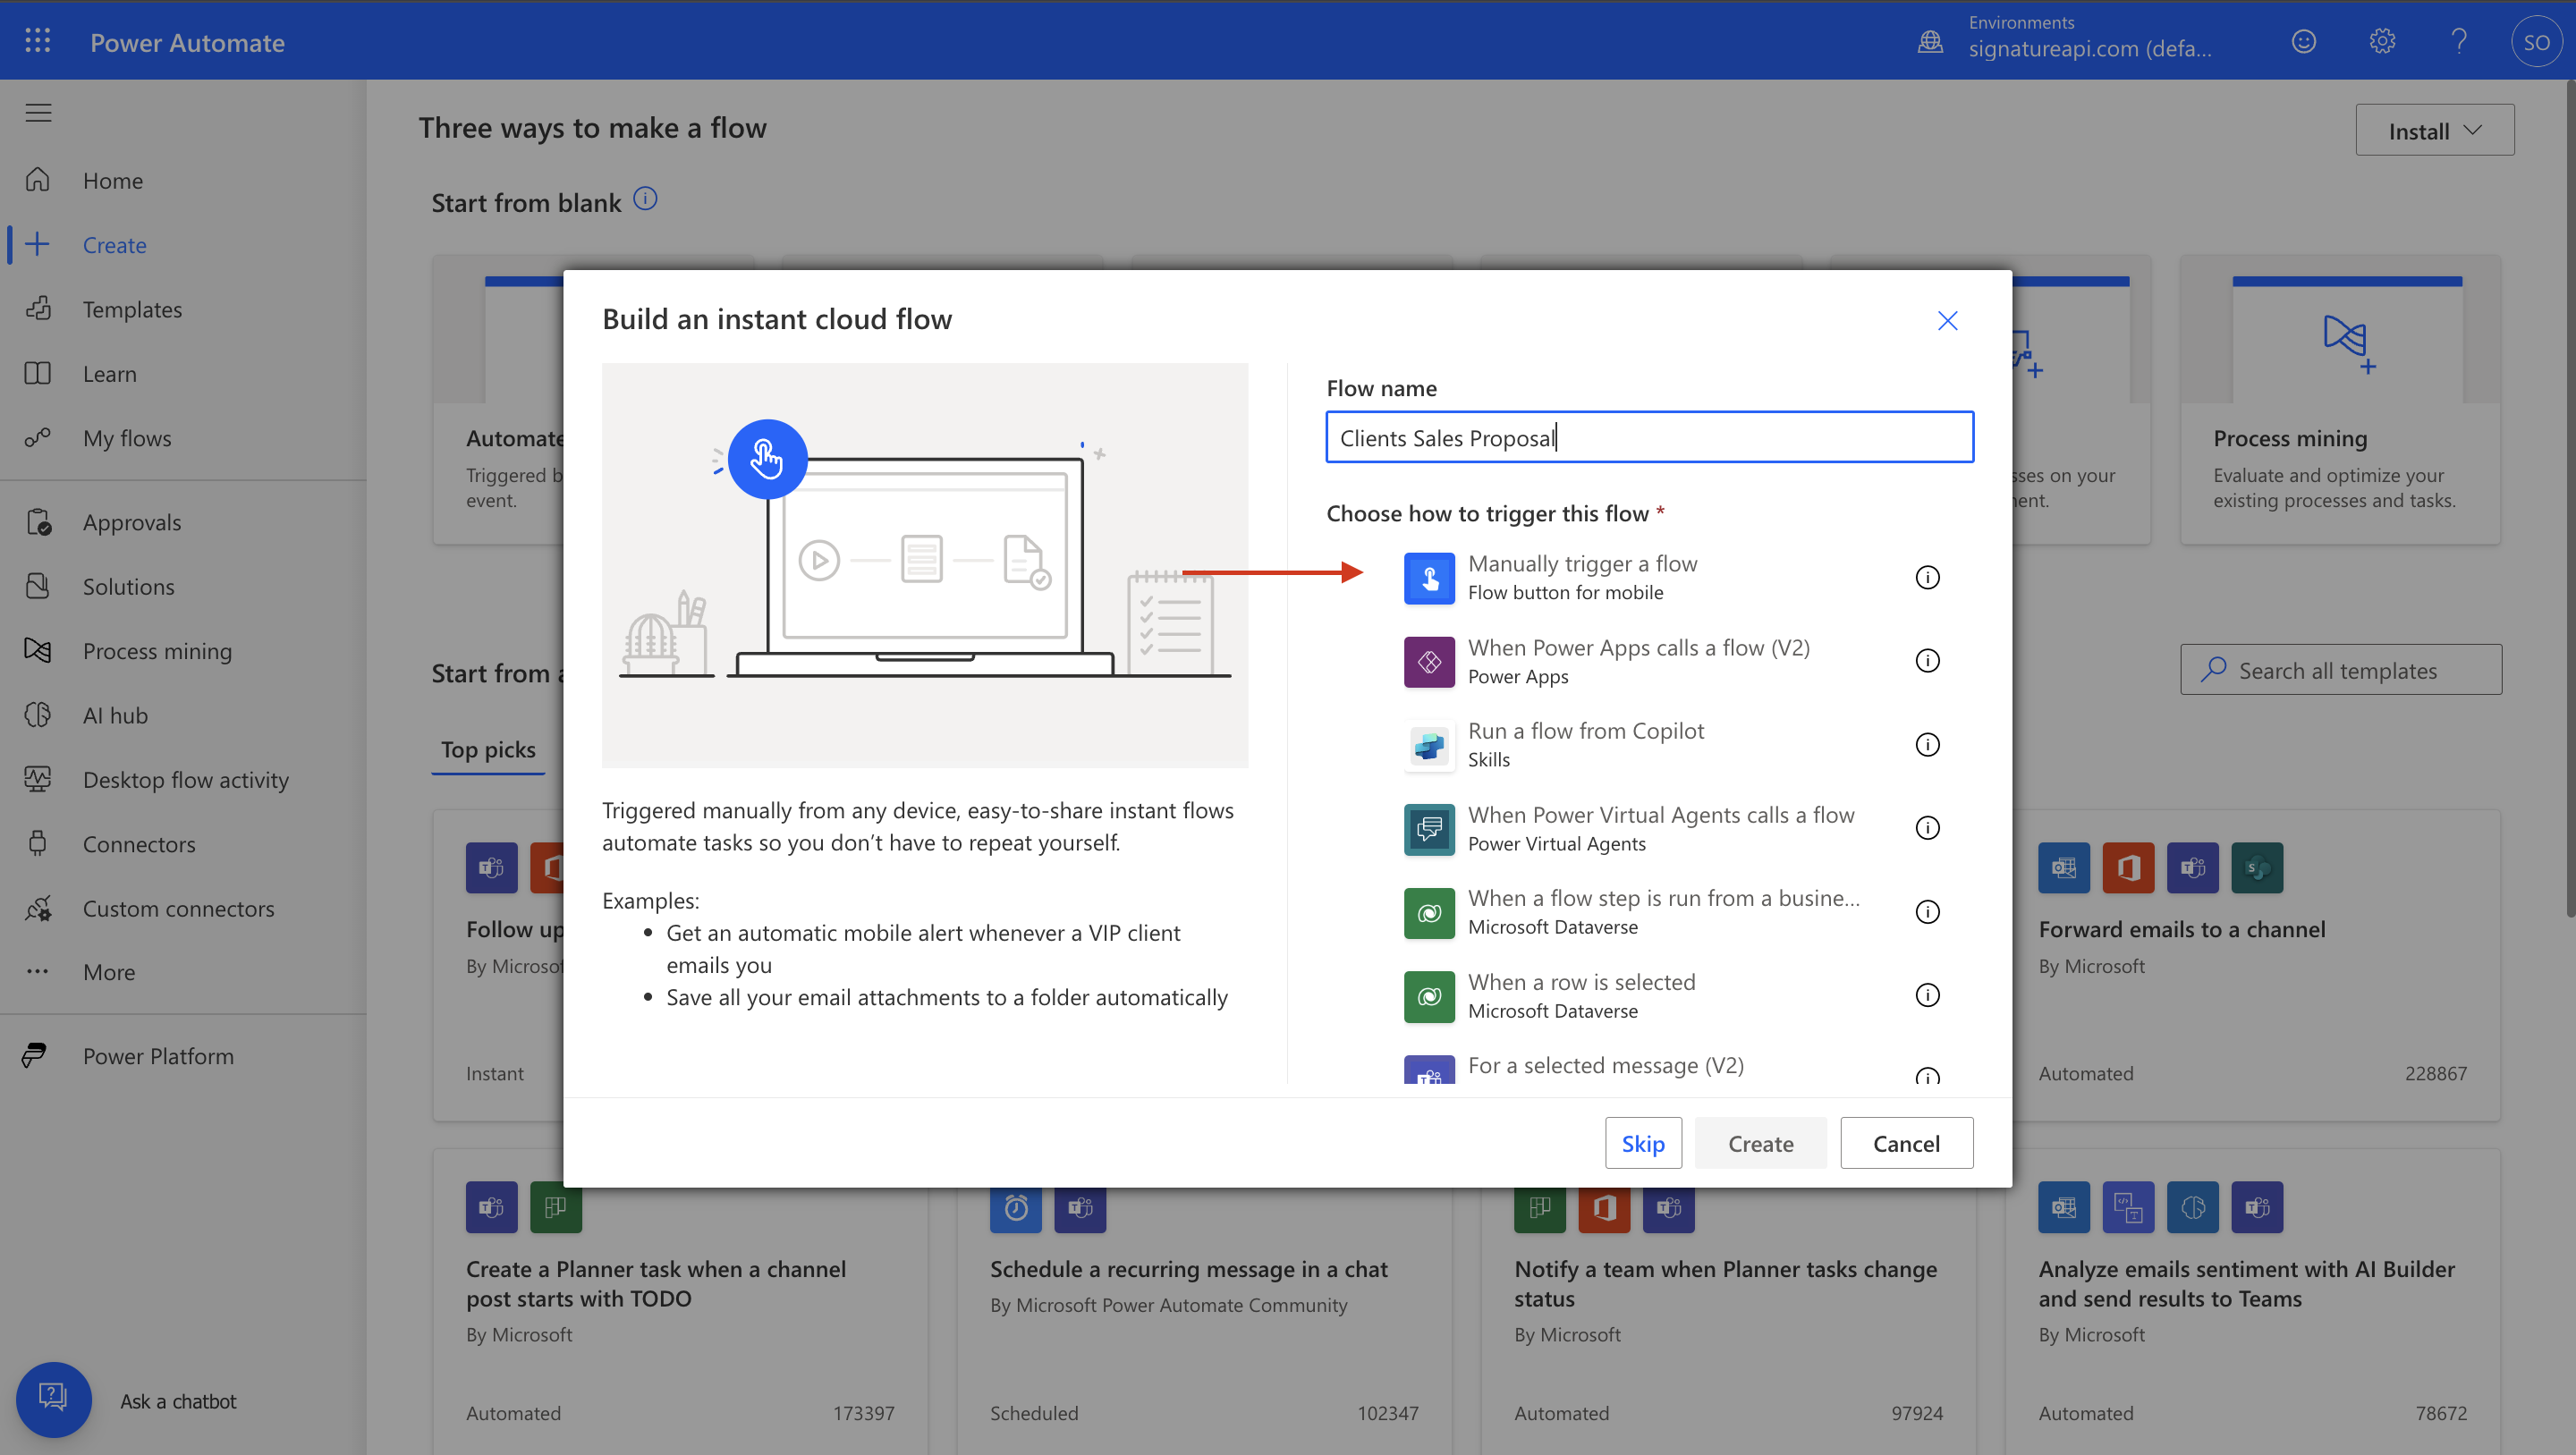 Power Automate
Environments
signatureapi.com (defa...
SO
Home
Create
Templates
Learn
My flows
Approvals
Solutions
Process mining
AI hub
Desktop flow activity
Connectors
Custom connectors
More
Power Platform
Ask a chatbot
Three ways to make a flow
Install
Start from blank
Automate
Triggered b
event.
sses on your
nent.
Process mining
Evaluate and optimize your
existing processes and tasks.
Build an instant cloud flow
Triggered manually from any device, easy-to-share instant flows
automate tasks so you don’t have to repeat yourself.
Examples:
Get an automatic mobile alert whenever a VIP client
emails you
Save all your email attachments to a folder automatically
Flow name
Clients Sales Proposal
Choose how to trigger this flow *
Manually trigger a flow
Flow button for mobile
When Power Apps calls a flow (V2)
Power Apps
Run a flow from Copilot
Skills
When Power Virtual Agents calls a flow
Power Virtual Agents
When a flow step is run from a busine...
Microsoft Dataverse
When a row is selected
Microsoft Dataverse
For a selected message (V2)
Skip
Create
Cancel
Start from a
Search all templates
Top picks
Follow up
By Microsof
Instant
Forward emails to a channel
By Microsoft
Automated
228867
Create a Planner task when a channel
post starts with TODO
By Microsoft
Automated
173397
Schedule a recurring message in a chat
By Microsoft Power Automate Community
Scheduled
102347
Notify a team when Planner tasks change
status
By Microsoft
Automated
97924
Analyze emails sentiment with AI Builder
and send results to Teams
By Microsoft
Automated
78672